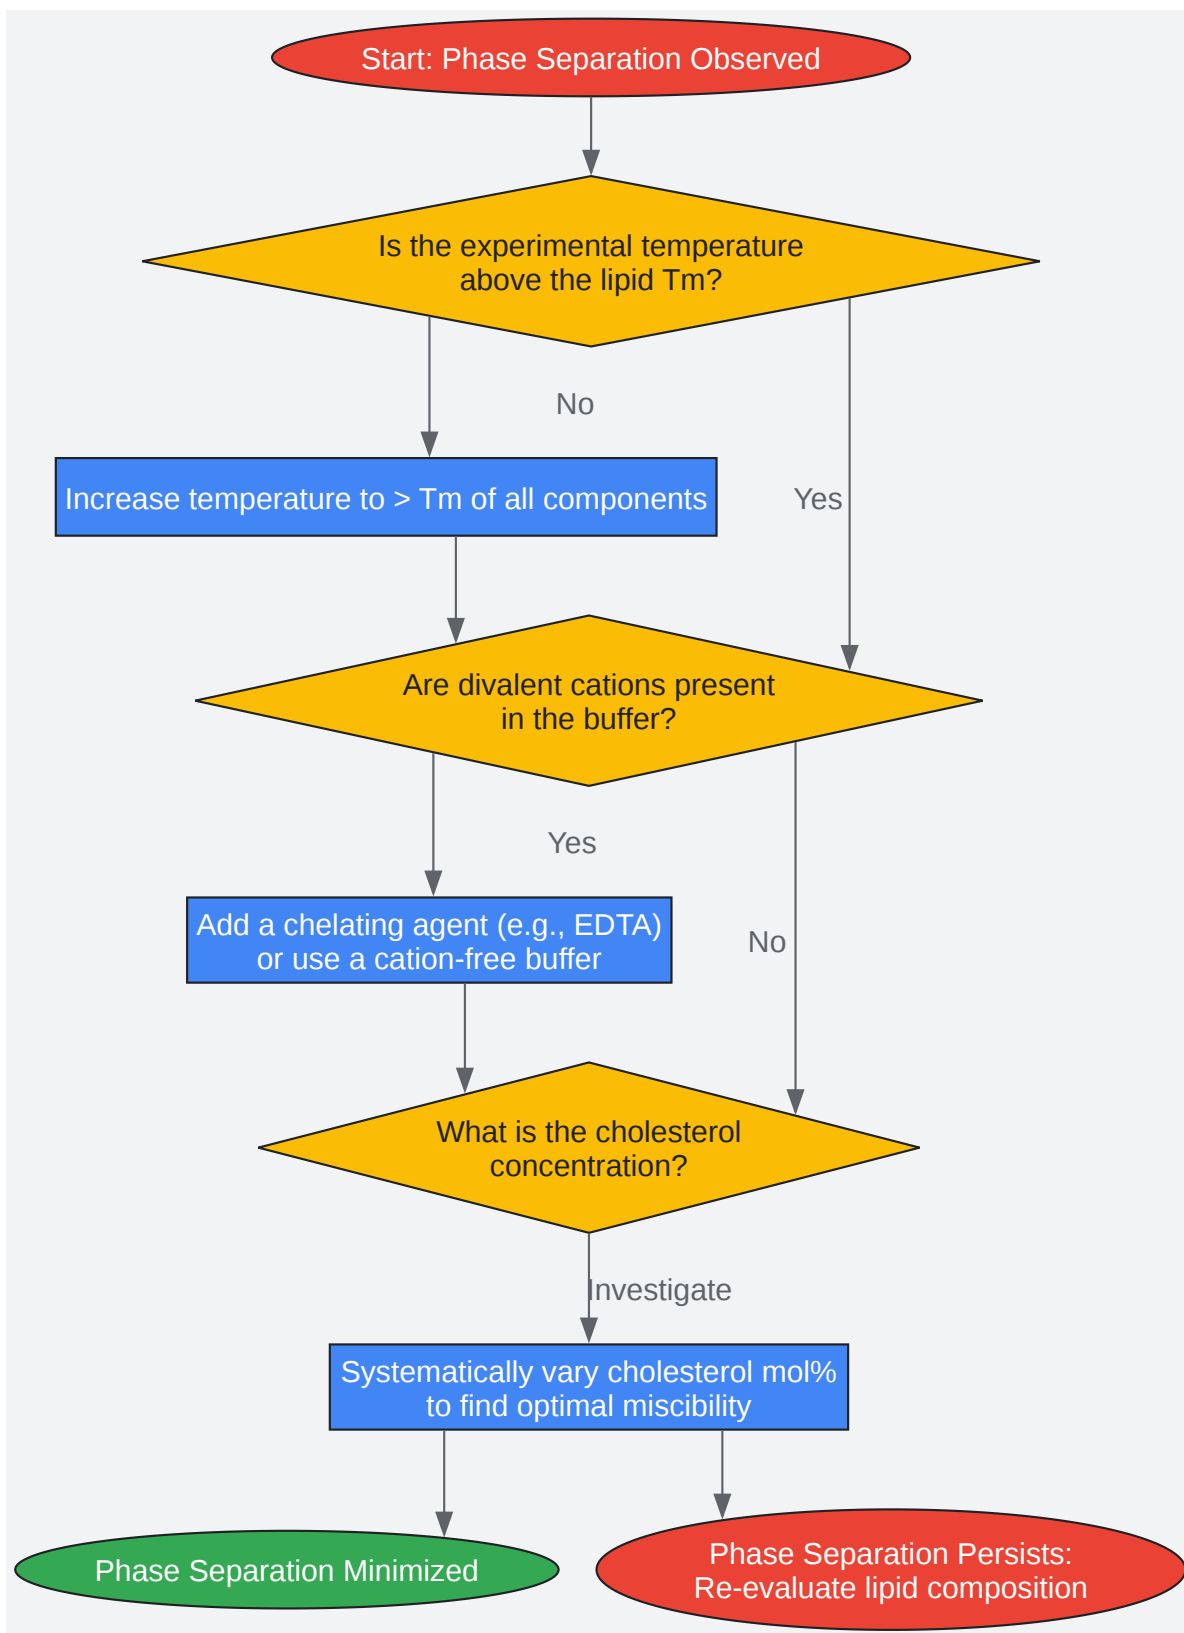 Start: Phase Separation Observed
Is the experimental temperature
above the lipid Tm?
No
Increase temperature to > Tm of all components
Yes
Are divalent cations present
in the buffer?
Yes
Add a chelating agent (e.g., EDTA)
or use a cation-free buffer
No
What is the cholesterol
concentration?
Investigate
Systematically vary cholesterol mol%
to find optimal miscibility
Phase Separation Minimized
Phase Separation Persists:
Re-evaluate lipid composition